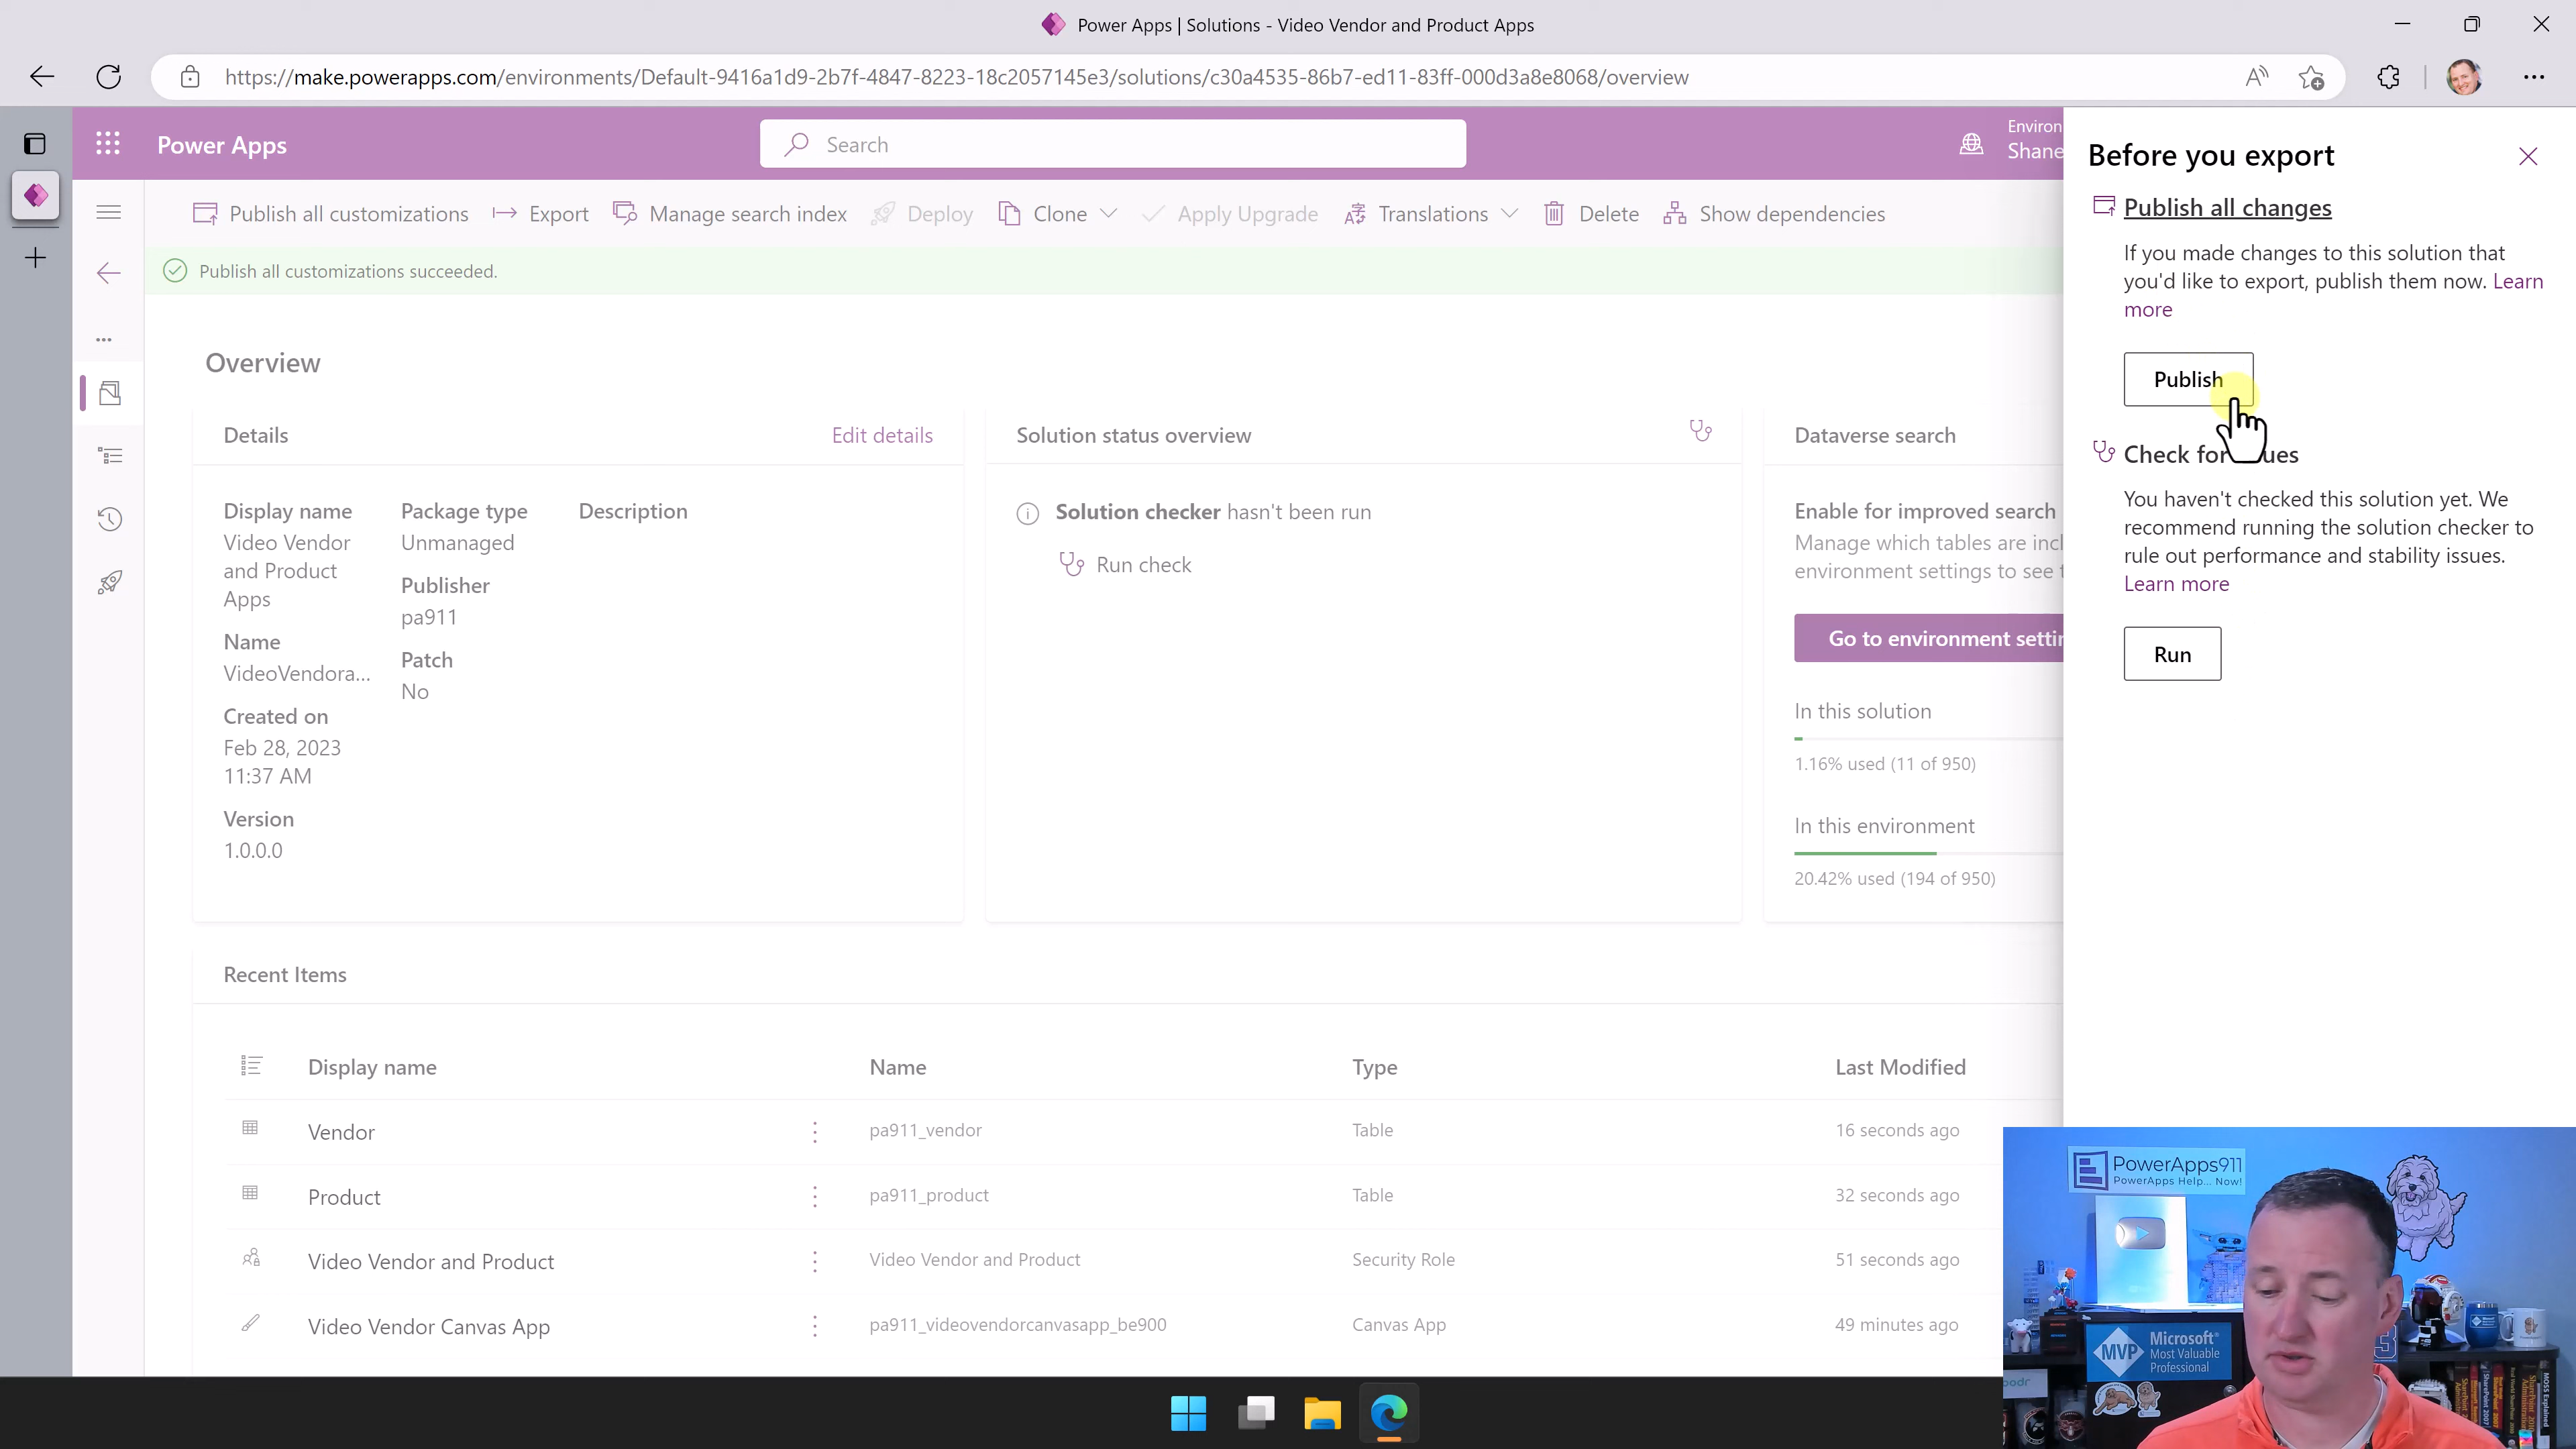 Power Apps | Solutions - Video Vendor and Product Apps
https://make.powerapps.com/environments/Default-9416a1d9-2b7f-4847-8223-18c2057145e3/solutions/c30a4535-86b7-ed11-83ff-000d3a8e8068/overview
Power Apps
Search
Environ
Shane
Publish all customizations
Export
Manage search index
Deploy
Clone
Apply Upgrade
Translations
Delete
Show dependencies
Publish all customizations succeeded.
Overview
Details
Edit details
Display name
Video Vendor
and Product
Apps
Name
VideoVendora...
Created on
Feb 28, 2023
11:37 AM
Version
1.0.0.0
Package type
Unmanaged
Publisher
pa911
Patch
No
Description
Solution status overview
Solution checker hasn't been run
Run check
Dataverse search
Enable for improved search
Manage which tables are incl
environment settings to see t
Go to environment settin
In this solution
1.16% used (11 of 950)
In this environment
20.42% used (194 of 950)
Recent Items
Display name Name Type Last Modified
Vendor pa911_vendor Table 16 seconds ago
Product pa911_product Table 32 seconds ago
Video Vendor and Product Video Vendor and Product Security Role 51 seconds ago
Video Vendor Canvas App pa911_videovendorcanvasapp_be900 Canvas App 49 minutes ago
Before you export
Publish all changes
If you made changes to this solution that
you'd like to export, publish them now. Learn
more
Publish
Check for ues
You haven't checked this solution yet. We
recommend running the solution checker to
rule out performance and stability issues.
Learn more
Run
PowerApps911
PowerApps Help... Now!
MVP
Microsoft®
Most Valuable
Professional